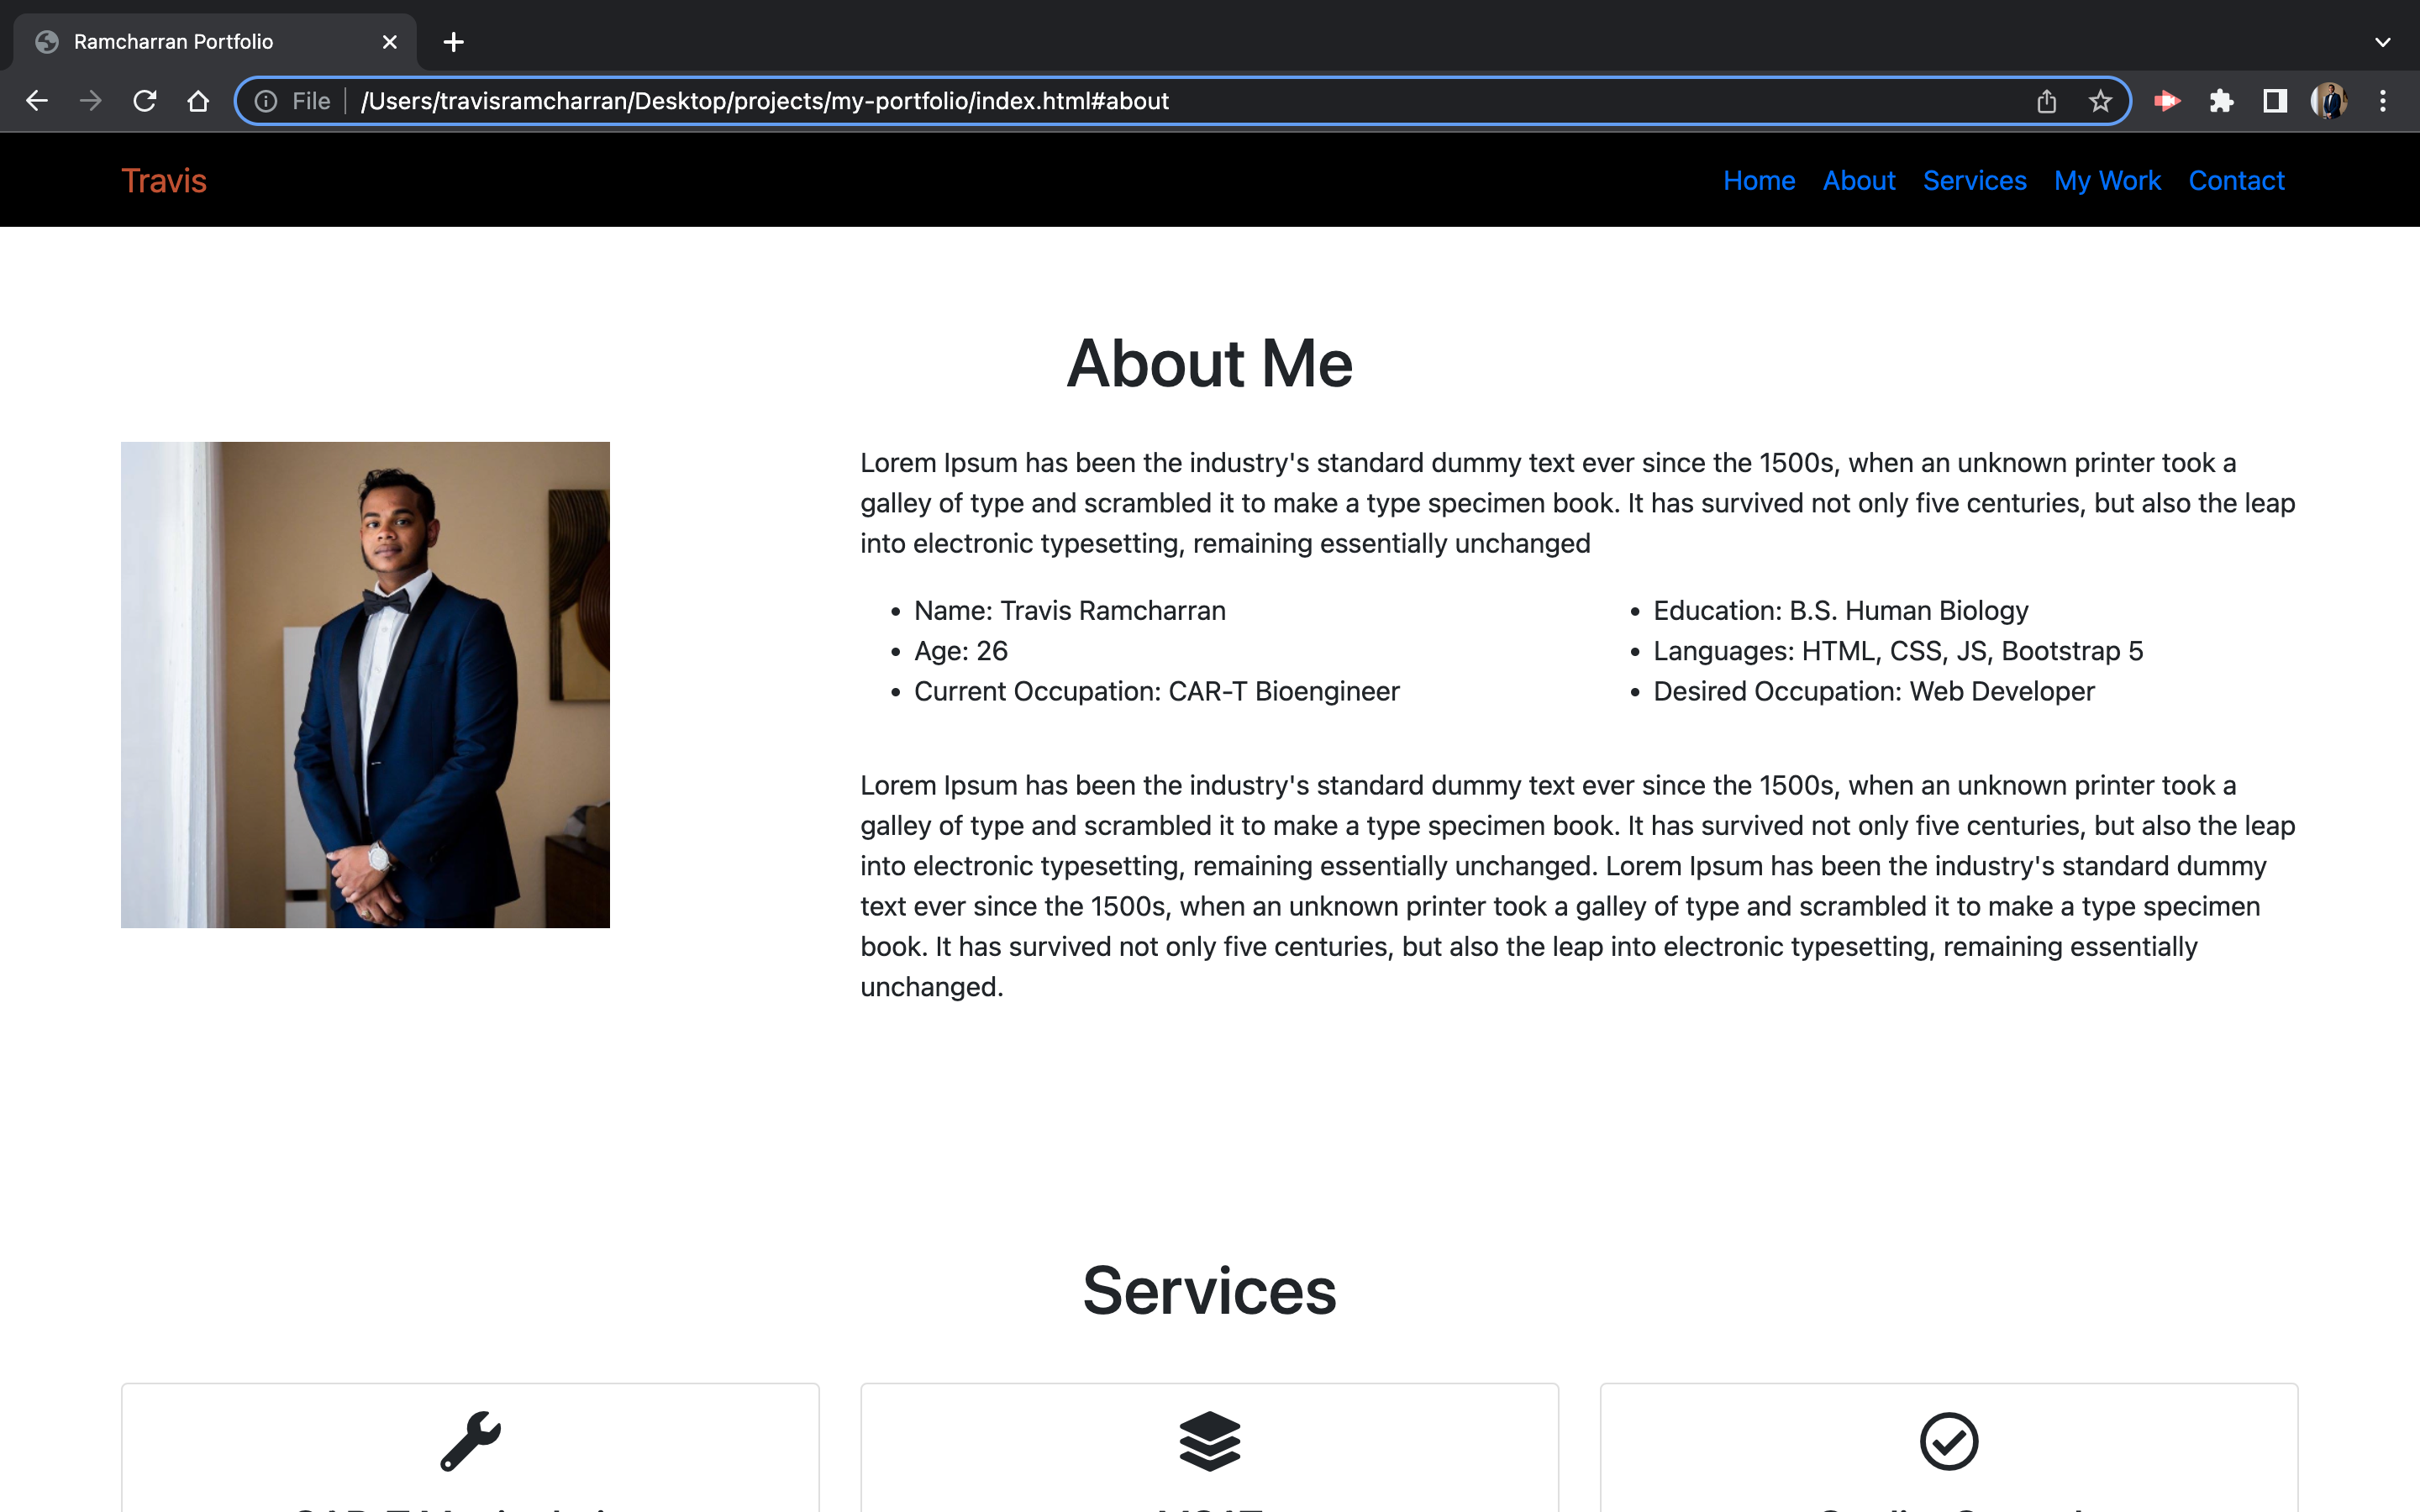 Ramcharran Portfolio
File /Users/travisramcharran/Desktop/projects/my-portfolio/index.html#about
Travis
Home About Services My Work Contact
About Me
Lorem Ipsum has been the industry's standard dummy text ever since the 1500s, when an unknown printer took a
galley of type and scrambled it to make a type specimen book. It has survived not only five centuries, but also the leap
into electronic typesetting, remaining essentially unchanged
• Name: Travis Ramcharran
• Age: 26
• Current Occupation: CAR-T Bioengineer
• Education: B.S. Human Biology
• Languages: HTML, CSS, JS, Bootstrap 5
• Desired Occupation: Web Developer
Lorem Ipsum has been the industry's standard dummy text ever since the 1500s, when an unknown printer took a
galley of type and scrambled it to make a type specimen book. It has survived not only five centuries, but also the leap
into electronic typesetting, remaining essentially unchanged. Lorem Ipsum has been the industry's standard dummy
text ever since the 1500s, when an unknown printer took a galley of type and scrambled it to make a type specimen
book. It has survived not only five centuries, but also the leap into electronic typesetting, remaining essentially
unchanged.
Services